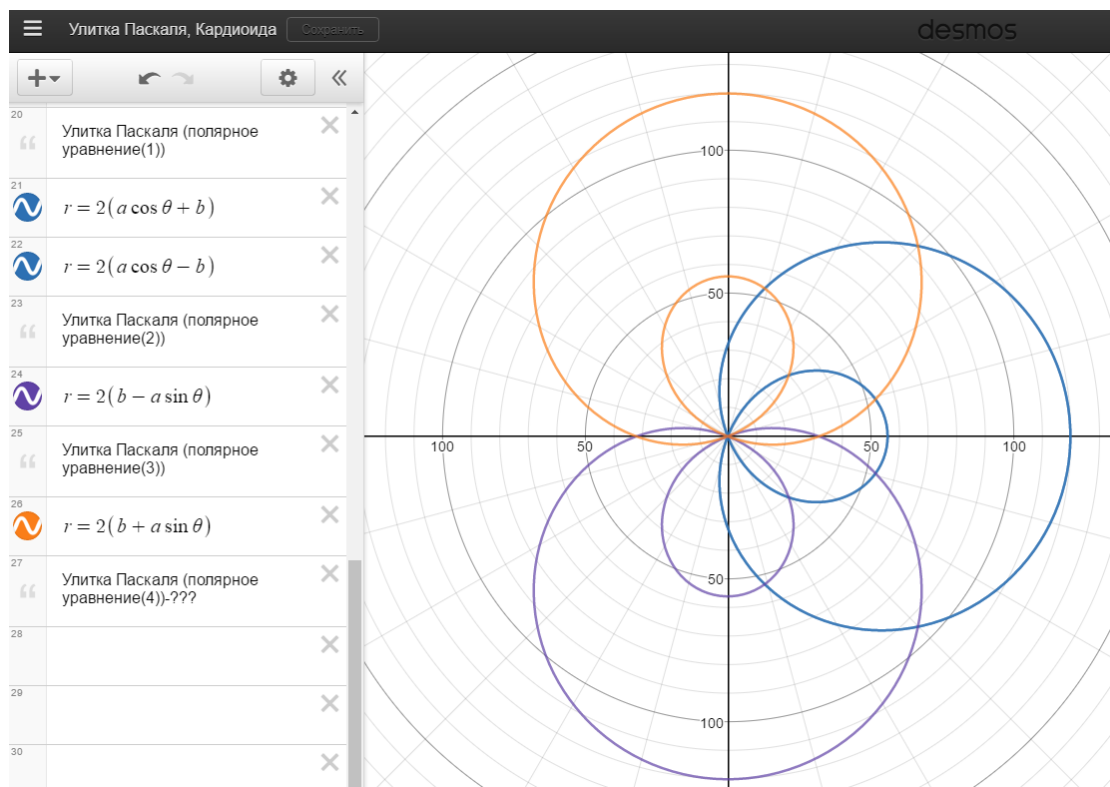 Улитка Паскаля, Кардиоида
Сохранить
desmos
20
Улитка Паскаля (полярное
уравнение(1))
21
r = 2(a cos θ + b)
22
r = 2(a cos θ − b)
23
Улитка Паскаля (полярное
уравнение(2))
24
r = 2(b − a sin θ)
25
Улитка Паскаля (полярное
уравнение(3))
26
r = 2(b + a sin θ)
27
Улитка Паскаля (полярное
уравнение(4))-???
28
29
30
100
50
100
50
50
100
50
100